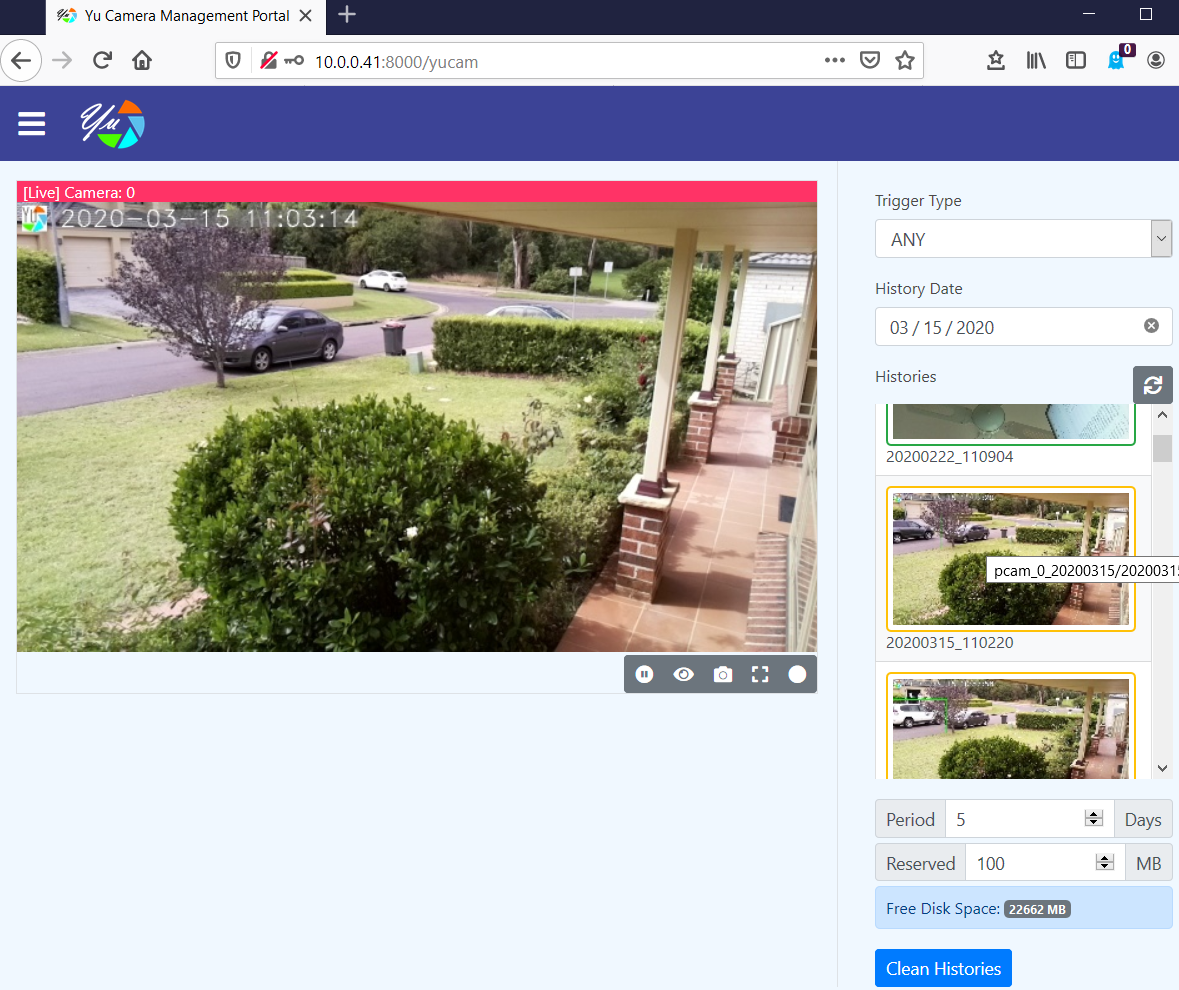 Yu Camera Management Portal
10.0.0.41:8000/yucam
0
Yu
[Live] Camera: 0
YU 2020-03-15 11:03:14
Trigger Type
ANY
History Date
03 / 15 / 2020
Histories
20200222_110904
pcam_0_20200315/20200315
20200315_110220
Period 5 Days
Reserved 100 MB
Free Disk Space: 22662 MB
Clean Histories